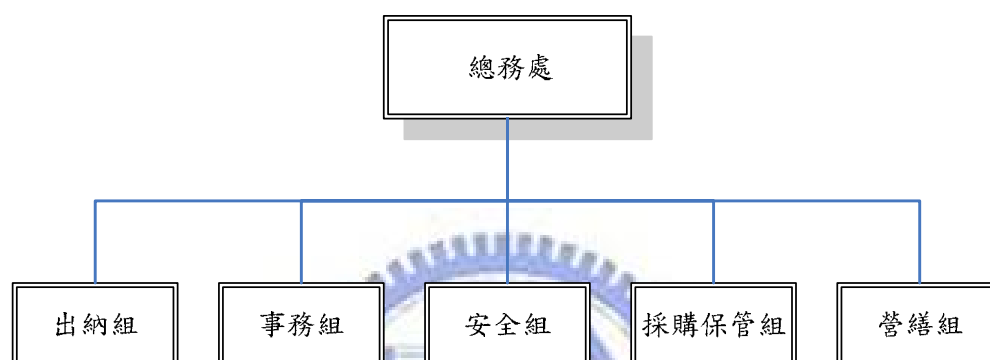 總務處
出納組
事務組
安全組
採購保管組
營繕組